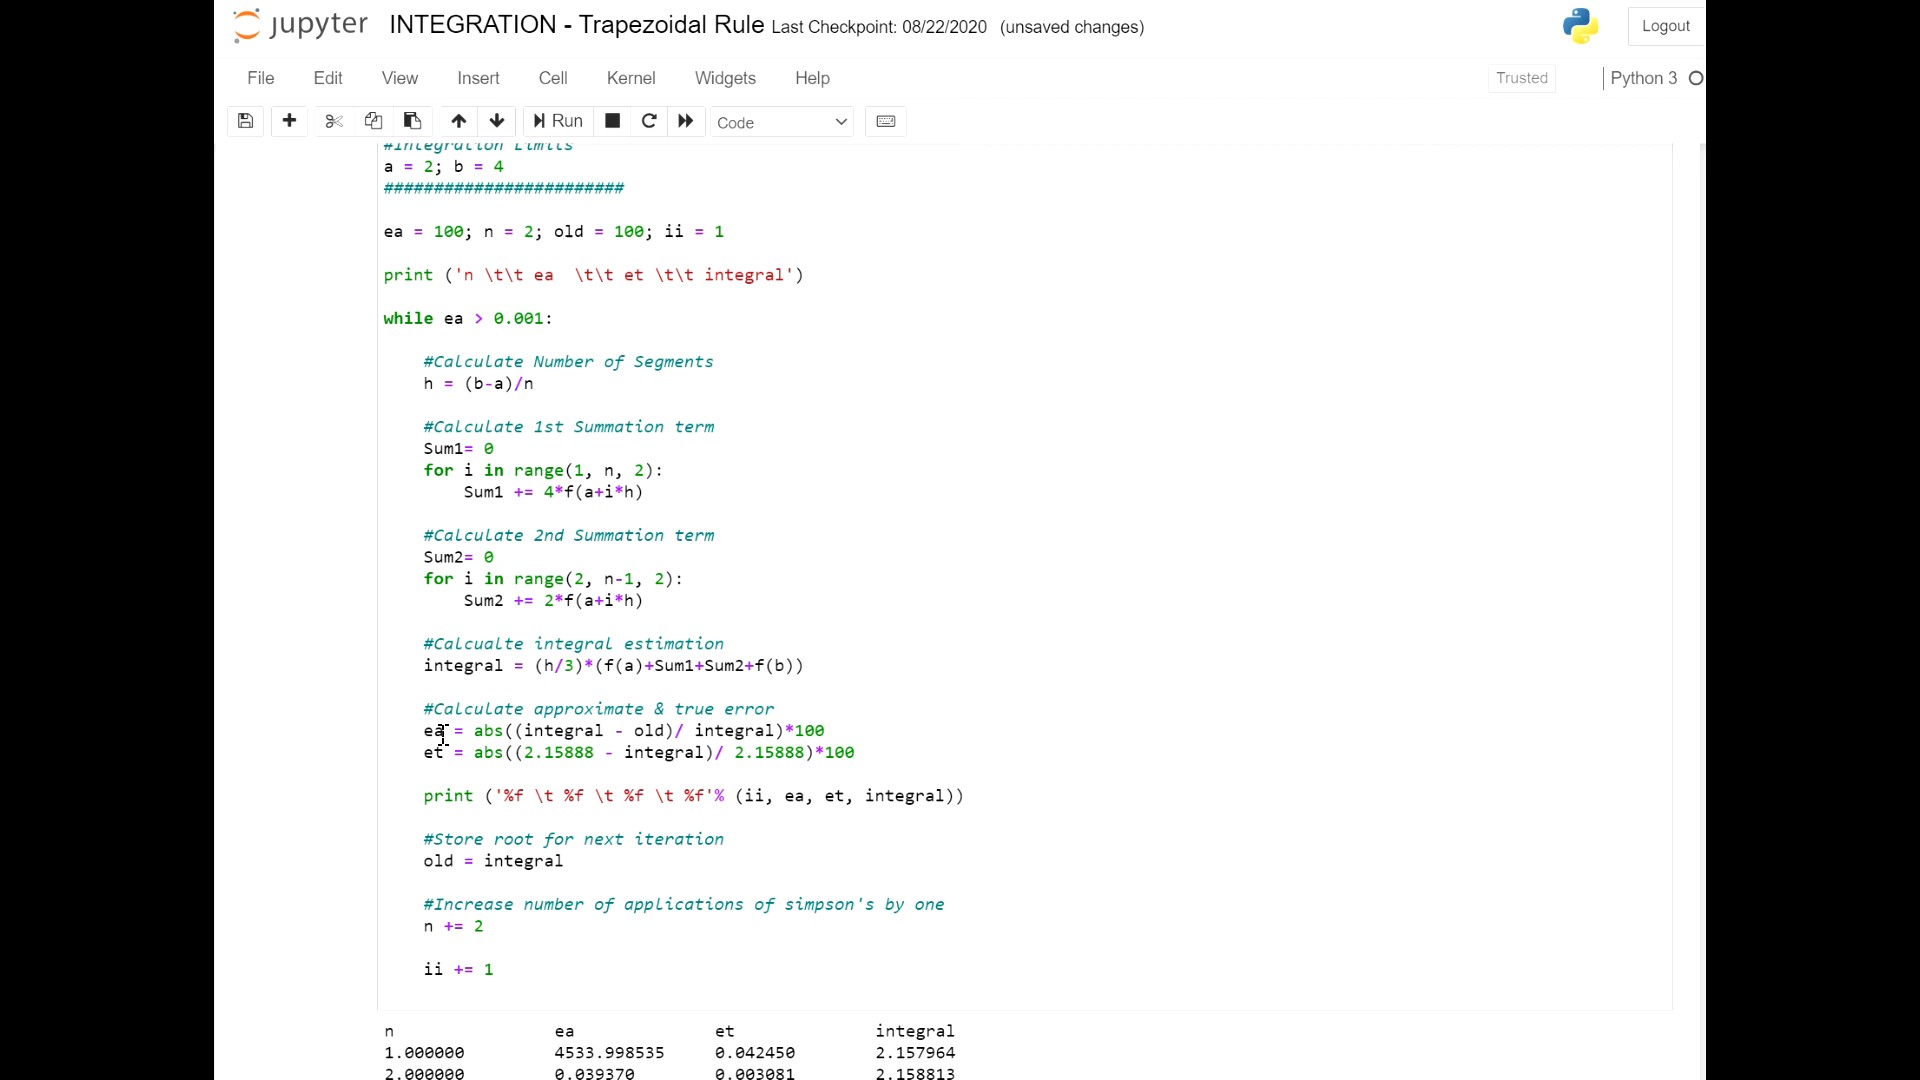 jupyter INTEGRATION - Trapezoidal Rule Last Checkpoint: 08/22/2020 (unsaved changes) Logout
File Edit View Insert Cell Kernel Widgets Help Trusted Python 3
Run Code
#Integration Limits
a = 2; b = 4
########################
ea = 100; n = 2; old = 100; ii = 1
print ('n \t\t ea  \t\t et \t\t integral')
while ea > 0.001:
#Calculate Number of Segments
h = (b-a)/n
#Calculate 1st Summation term
Sum1= 0
for i in range(1, n, 2):
Sum1 += 4*f(a+i*h)
#Calculate 2nd Summation term
Sum2= 0
for i in range(2, n-1, 2):
Sum2 += 2*f(a+i*h)
#Calcualte integral estimation
integral = (h/3)*(f(a)+Sum1+Sum2+f(b))
#Calculate approximate & true error
ea = abs((integral - old)/ integral)*100
et = abs((2.15888 - integral)/ 2.15888)*100
print ('%f \t %f \t %f \t %f'% (ii, ea, et, integral))
#Store root for next iteration
old = integral
#Increase number of applications of simpson's by one
n += 2
ii += 1
n ea et integral
1.000000 4533.998535 0.042450 2.157964
2.000000 0.039370 0.003081 2.158813